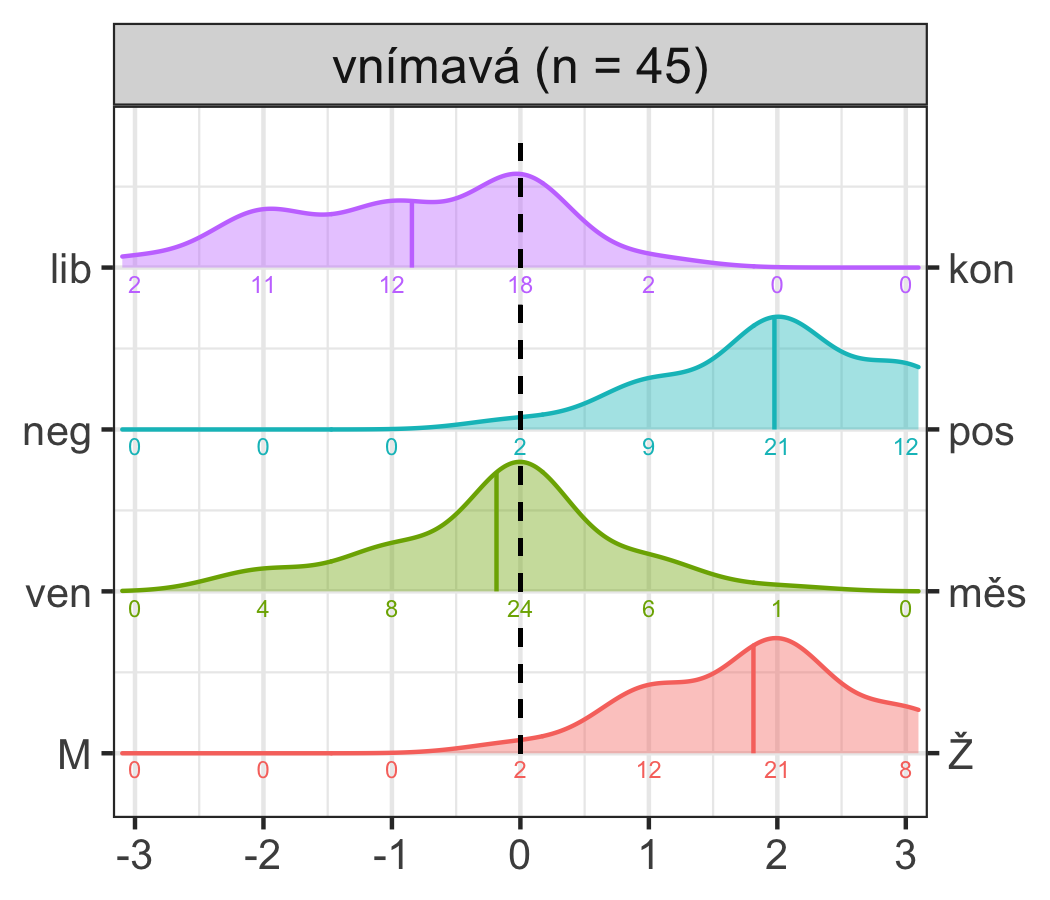 vnímavá (n = 45)
lib kon
2 11 12 18 2 0 0
neg pos
0 0 0 2 9 21 12
ven měs
0 4 8 24 6 1 0
M Ž
0 0 0 2 12 21 8
-3 -2 -1 0 1 2 3